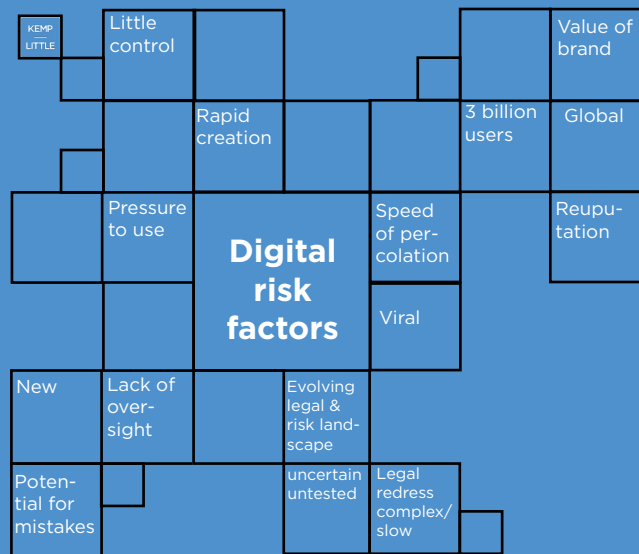 KEMP
LITTLE
Little
control
Value of
brand
Rapid
creation
3 billion
users
Global
Pressure
to use
Digital
risk
factors
Speed
of per-
colation
Reupu-
tation
Viral
New
Lack of
over-
sight
Evolving
legal &
risk land-
scape
Poten-
tial for
mistakes
uncertain
untested
Legal
redress
complex/
slow